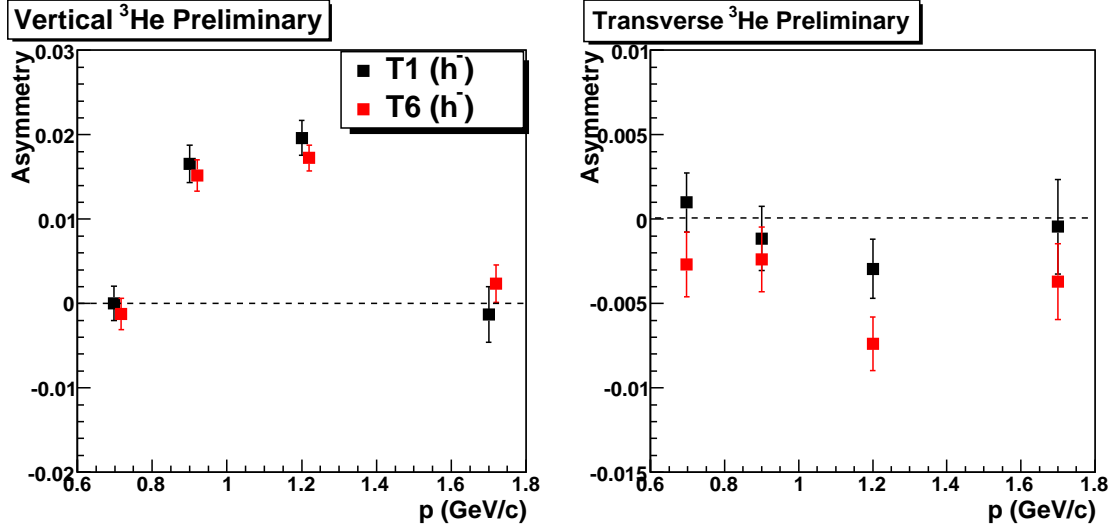 Vertical ³He Preliminary
Asymmetry
0.03
0.02
0.01
0
-0.01
-0.02
T1 (h⁻)
T6 (h⁻)
0.6 0.8 1 1.2 1.4 1.6 1.8
p (GeV/c)
Transverse ³He Preliminary
Asymmetry
0.01
0.005
0
-0.005
-0.01
-0.015
0.6 0.8 1 1.2 1.4 1.6 1.8
p (GeV/c)